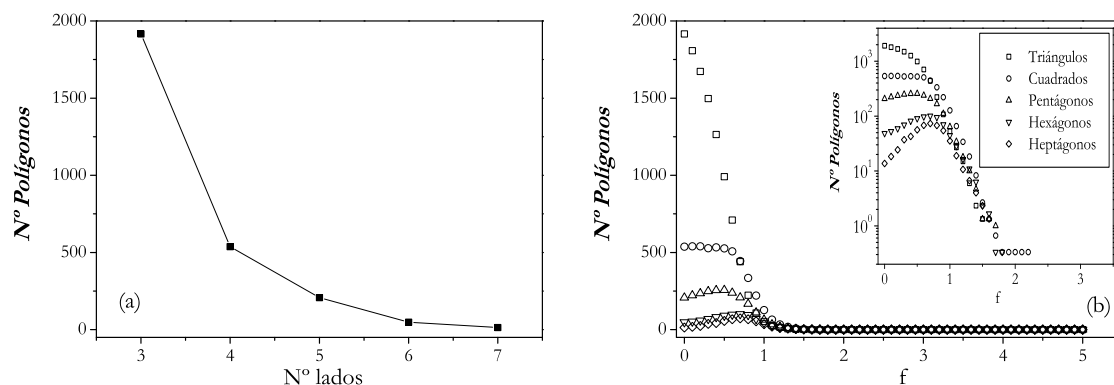 2000
1500
1000
500
0
Nº Polígonos
(a)
3 4 5 6 7
Nº lados
2000
1500
1000
500
0
Nº Polígonos
(b)
0 1 2 3 4 5
f
10³
10²
10¹
10⁰
Nº Polígonos
0 1 2 3
f
Triángulos
Cuadrados
Pentágonos
Hexágonos
Heptágonos